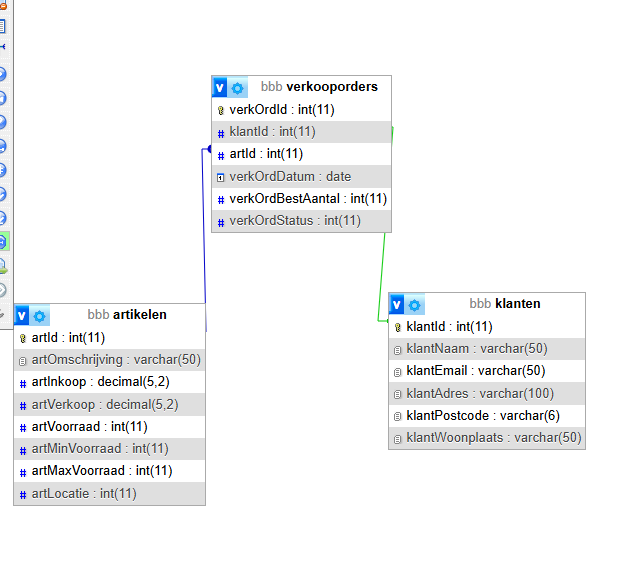 v bbb verkooporders
verkOrdId : int(11)
# klantId : int(11)
# artId : int(11)
verkOrdDatum : date
# verkOrdBestAantal : int(11)
# verkOrdStatus : int(11)
v bbb artikelen
artId : int(11)
artOmschrijving : varchar(50)
# artInkoop : decimal(5,2)
# artVerkoop : decimal(5,2)
# artVoorraad : int(11)
# artMinVoorraad : int(11)
# artMaxVoorraad : int(11)
# artLocatie : int(11)
v bbb klanten
klantId : int(11)
klantNaam : varchar(50)
klantEmail : varchar(50)
klantAdres : varchar(100)
klantPostcode : varchar(6)
klantWoonplaats : varchar(50)